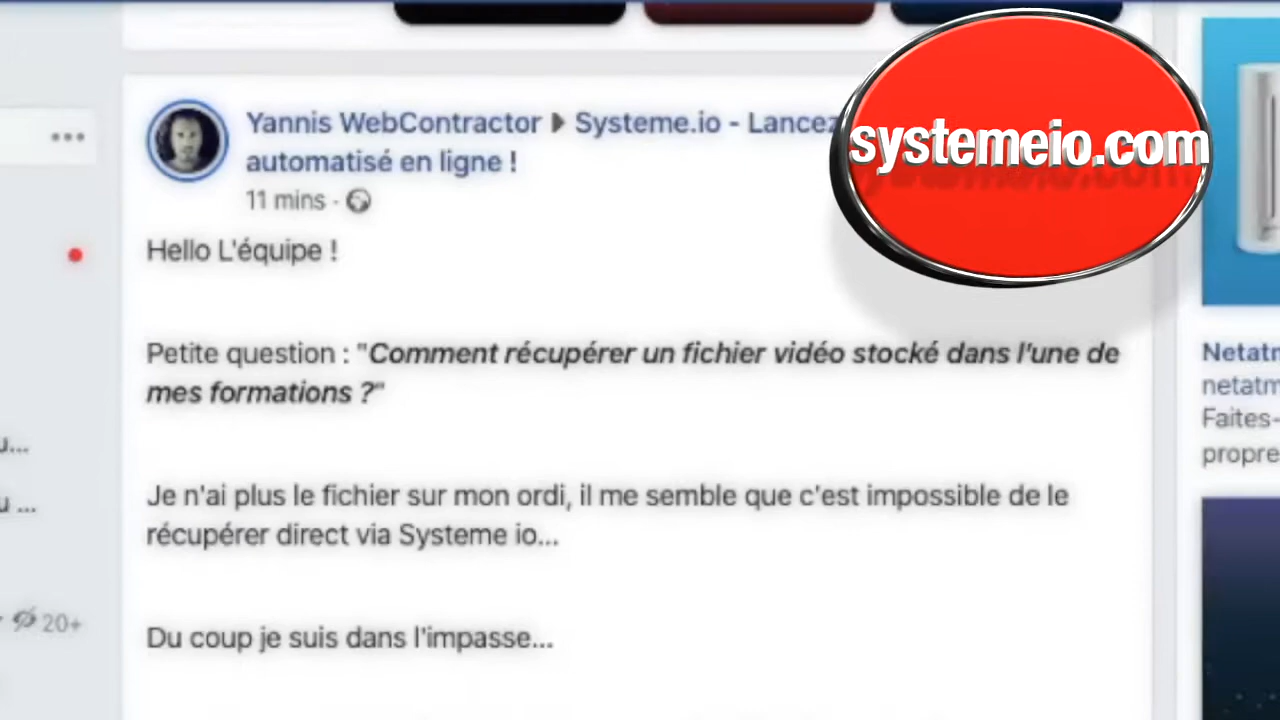 Yannis WebContractor ▶ Systeme.io - Lancez
automatisé en ligne !
11 mins ·
systemeio.com
Hello L'équipe !
Petite question : "Comment récupérer un fichier vidéo stocké dans l'une de
mes formations ?"
Je n'ai plus le fichier sur mon ordi, il me semble que c'est impossible de le
récupérer direct via Systeme io...
Du coup je suis dans l'impasse...
20+
Netatm
netatm
Faites-
propre